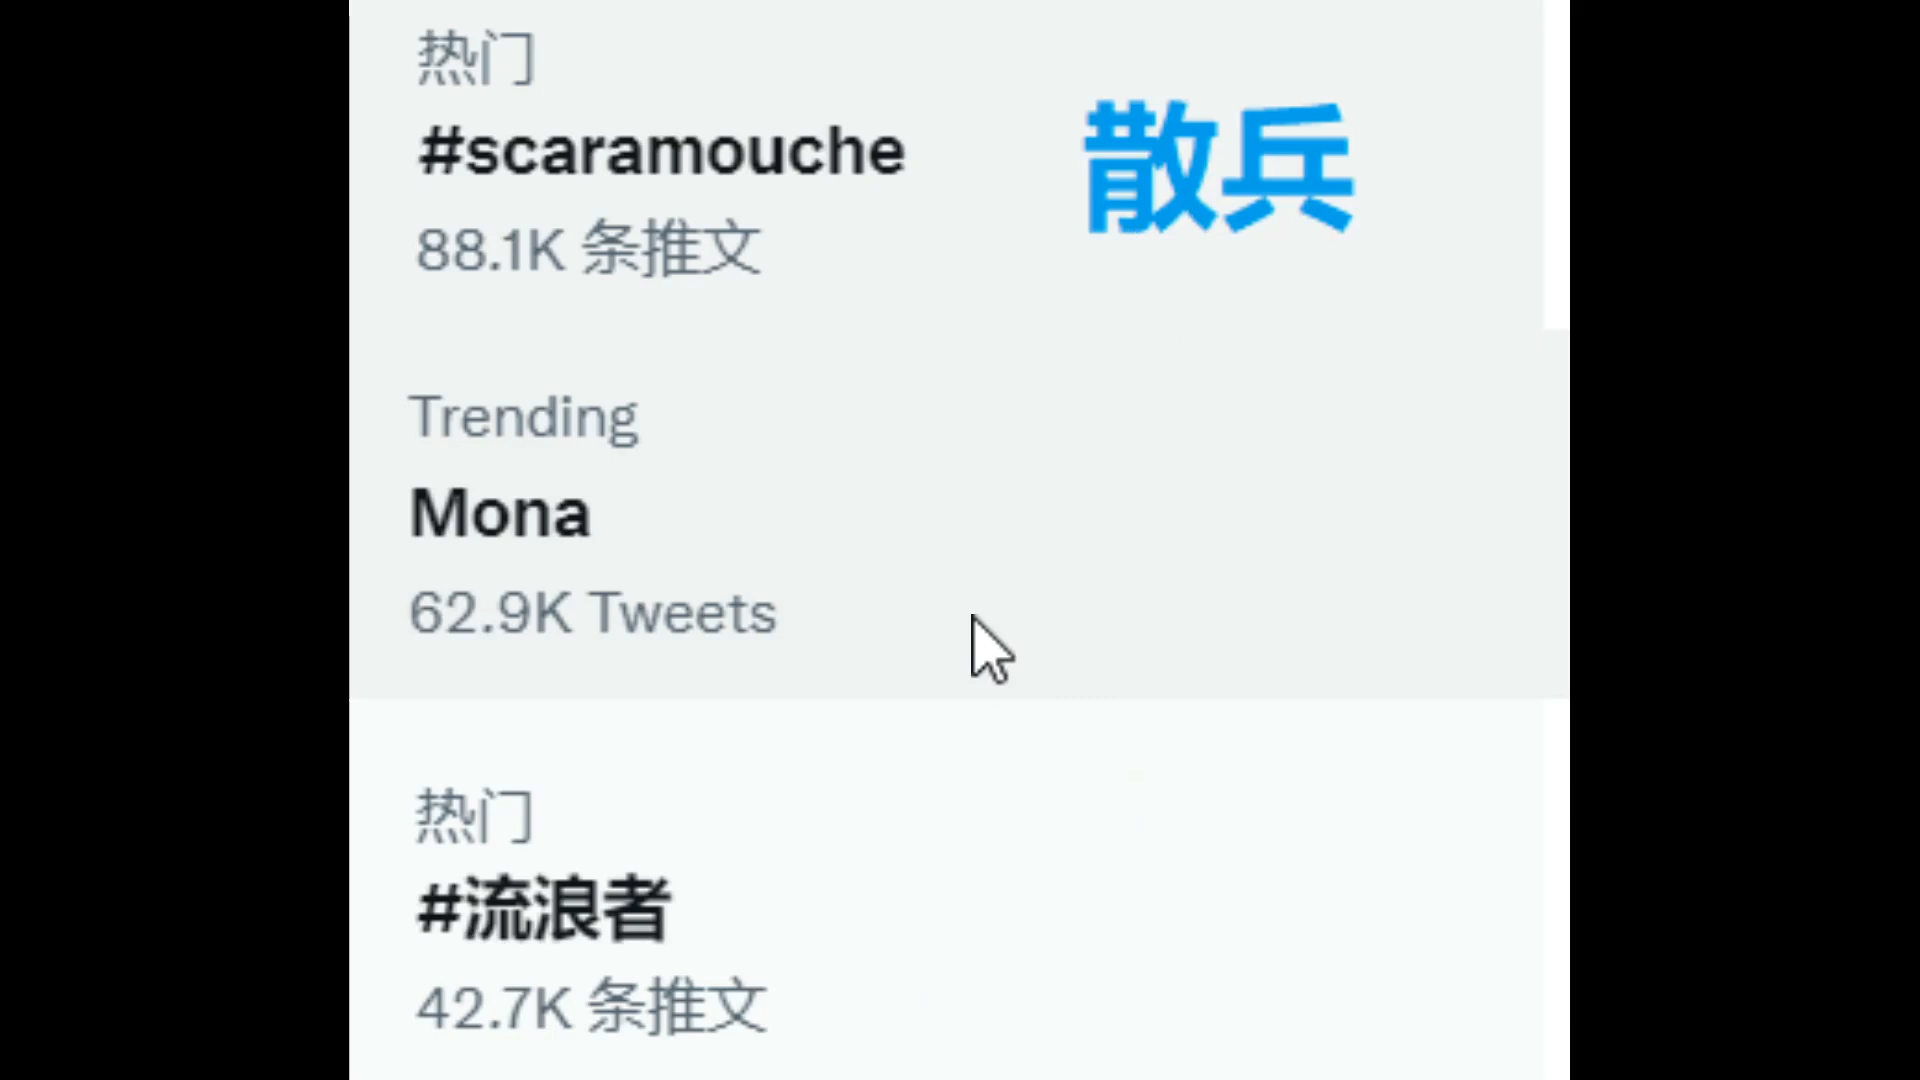 热门
#scaramouche
散兵
88.1K 条推文
Trending
Mona
62.9K Tweets
热门
#流浪者
42.7K 条推文